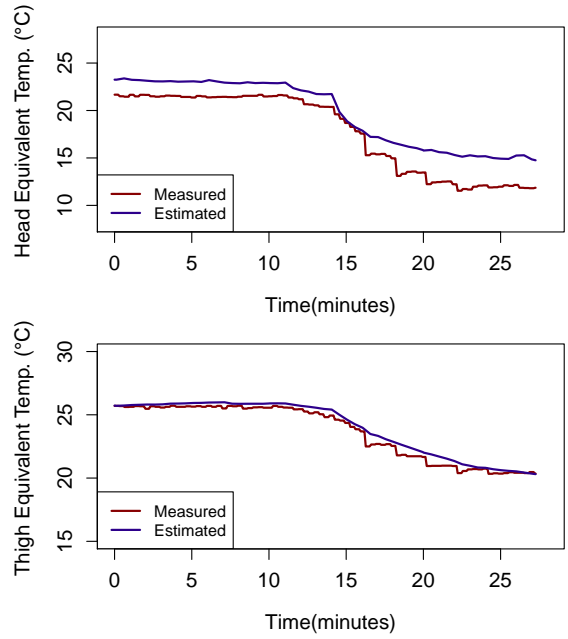 Head Equivalent Temp. (°C)
25
20
15
10
Measured
Estimated
0 5 10 15 20 25
Time(minutes)
Thigh Equivalent Temp. (°C)
30
25
20
15
Measured
Estimated
0 5 10 15 20 25
Time(minutes)